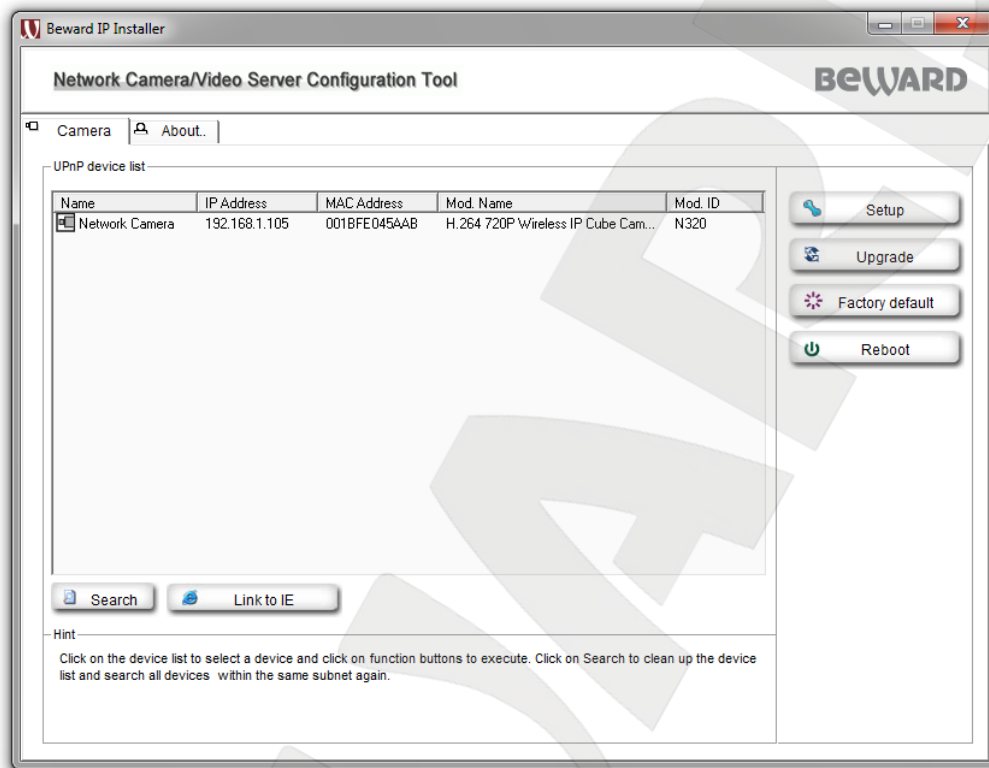 Beward IP Installer
Network Camera/Video Server Configuration Tool
BEWARD
Camera
About..
UPnP device list
Name IP Address MAC Address Mod. Name Mod. ID
Network Camera 192.168.1.105 001BFE045AAB H.264 720P Wireless IP Cube Cam... N320
Setup
Upgrade
Factory default
Reboot
Search
Link to IE
Hint
Click on the device list to select a device and click on function buttons to execute. Click on Search to clean up the device
list and search all devices within the same subnet again.